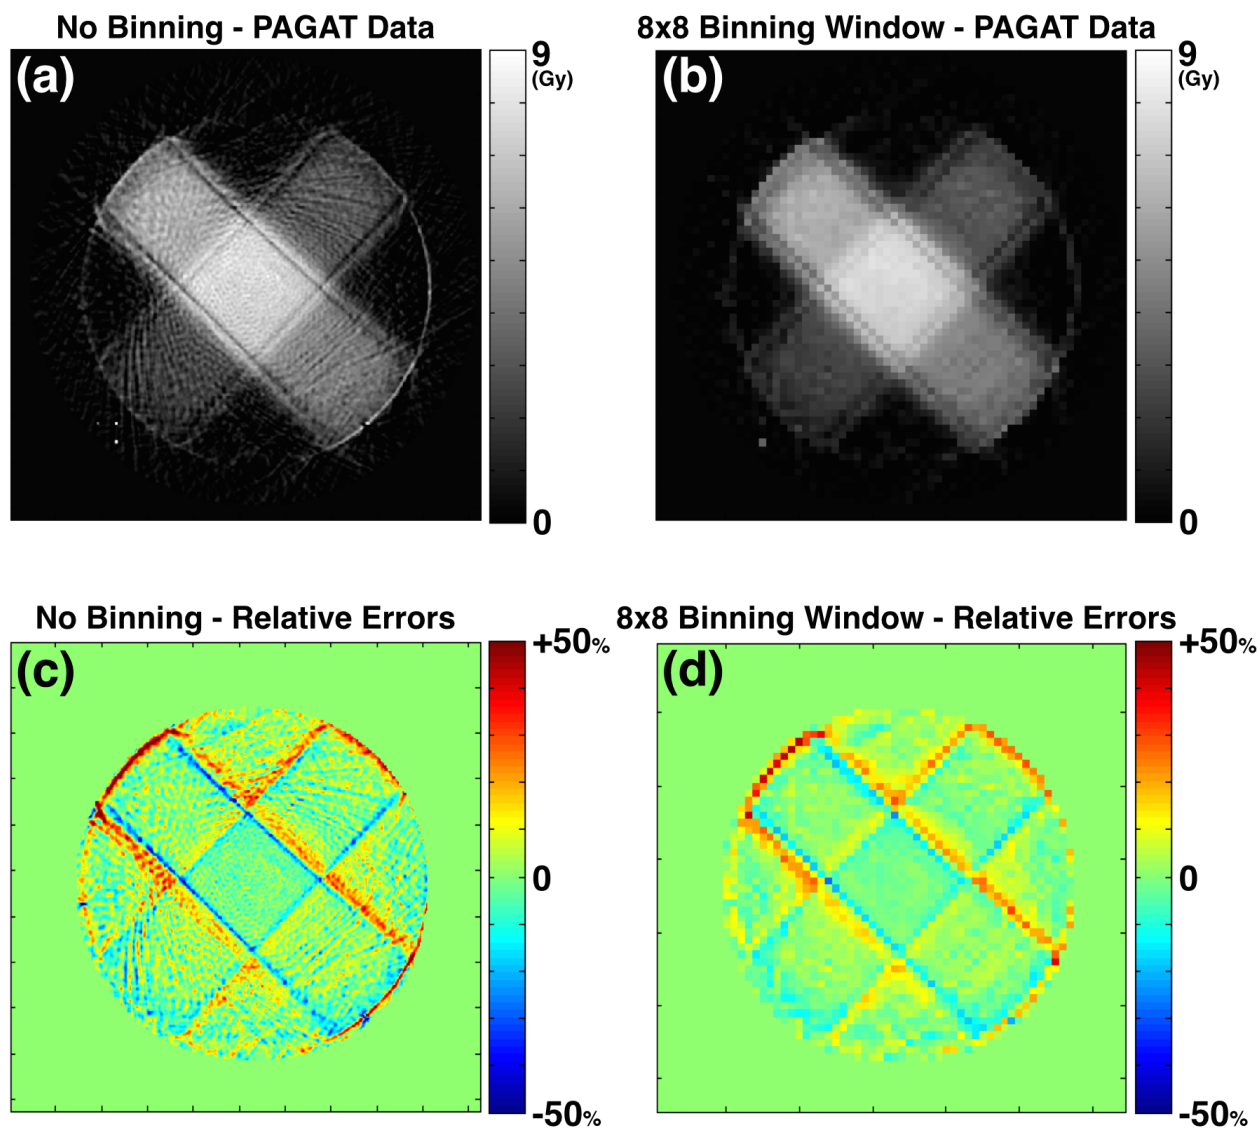 No Binning - PAGAT Data
8x8 Binning Window - PAGAT Data
(a)
9
(Gy)
0
(b)
9
(Gy)
0
No Binning - Relative Errors
8x8 Binning Window - Relative Errors
(c)
+50%
0
-50%
(d)
+50%
0
-50%